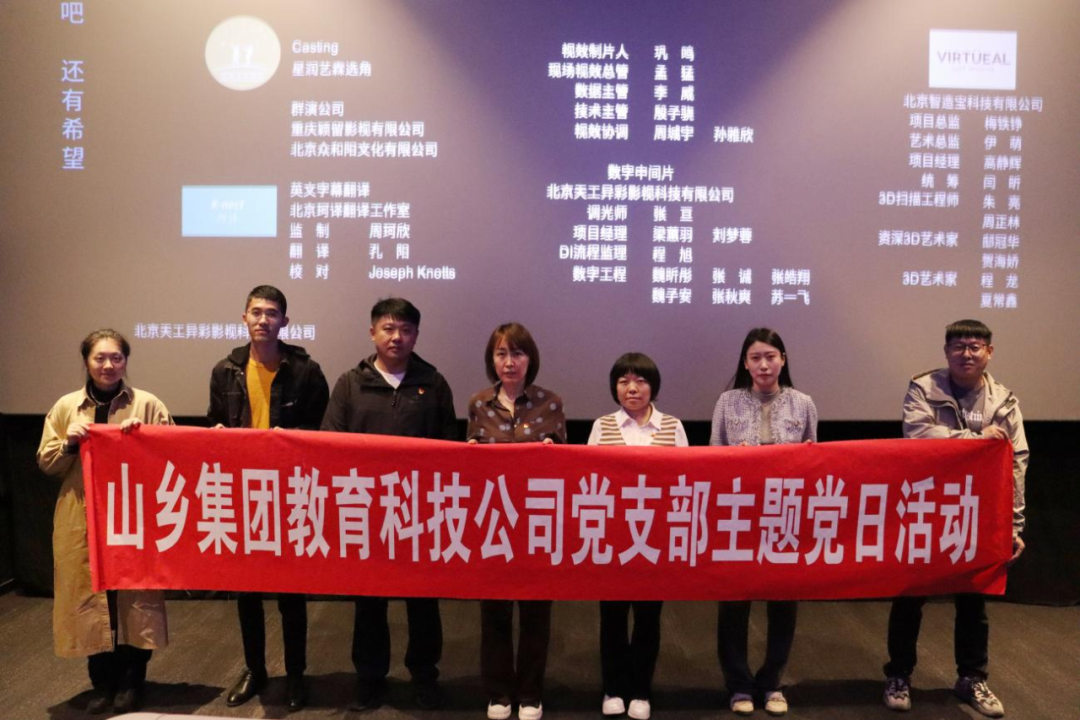 吧 还有希望
Casting
星润艺霖选角
群演公司
重庆颖留影视有限公司
北京众和阳文化有限公司
英文字幕翻译
北京珂译翻译工作室
监 制 周珂欣
翻 译 孔 阳
校 对 Joseph Knotts
北京天工异彩影视科
公司
视效制片人 巩 鸣
现场视效总管 孟 猛
数据主管 李 威
技术主管 殷子骁
视效协调 周城宇 孙雅欣
数字中间片
北京天工异彩影视科技有限公司
调光师 张 亘
项目经理 梁蕙羽 刘梦蓉
DI流程监理 程 旭
数字工程 魏昕彤 张 诚 张皓翔
魏子安 张秋爽 苏一飞
VIRTUEAL
北京智造宝科技有限公司
项目总监 梅铁铮
艺术总监 伊 萌
项目经理 高静辉
统 筹 闫 昕
3D扫描工程师 朱 亮
周正林
资深3D艺术家 郦冠华
贺海娇
3D艺术家 程 龙
夏常鑫
山乡集团教育科技公司党支部主题党日活动